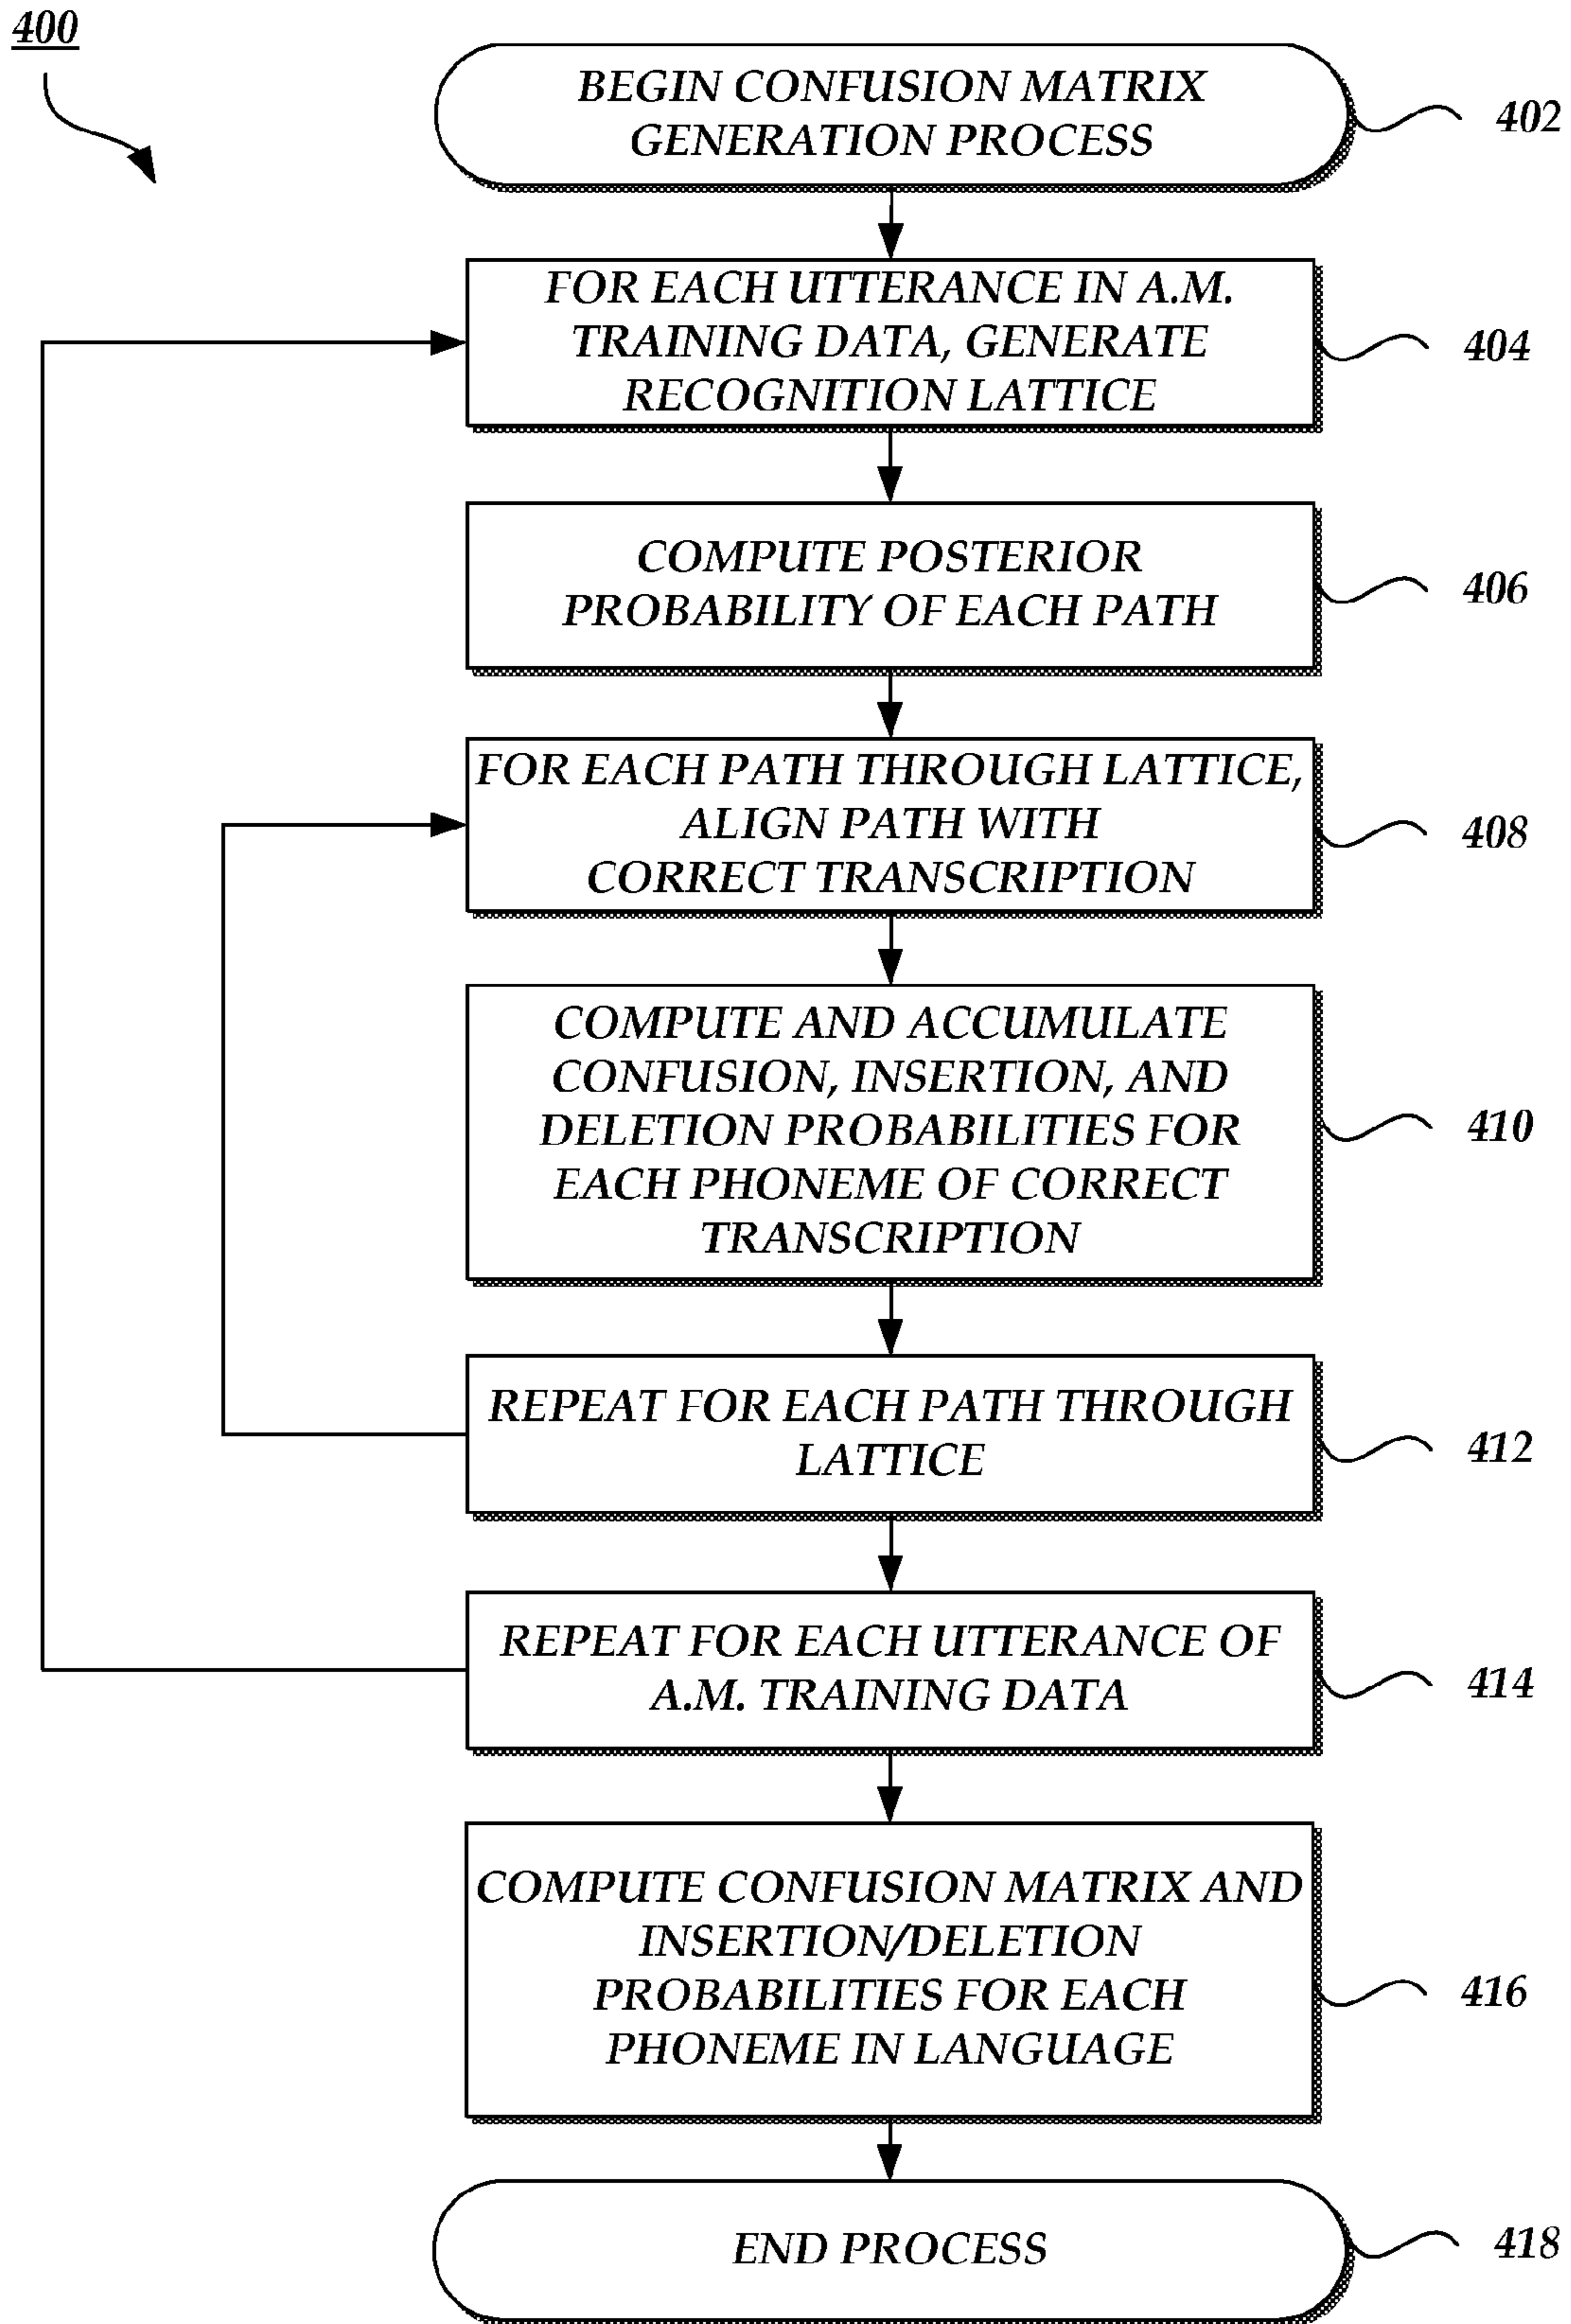 400
BEGIN CONFUSION MATRIX
GENERATION PROCESS
402
FOR EACH UTTERANCE IN A.M.
TRAINING DATA, GENERATE
RECOGNITION LATTICE
404
COMPUTE POSTERIOR
PROBABILITY OF EACH PATH
406
FOR EACH PATH THROUGH LATTICE,
ALIGN PATH WITH
CORRECT TRANSCRIPTION
408
COMPUTE AND ACCUMULATE
CONFUSION, INSERTION, AND
DELETION PROBABILITIES FOR
EACH PHONEME OF CORRECT
TRANSCRIPTION
410
REPEAT FOR EACH PATH THROUGH
LATTICE
412
REPEAT FOR EACH UTTERANCE OF
A.M. TRAINING DATA
414
COMPUTE CONFUSION MATRIX AND
INSERTION/DELETION
PROBABILITIES FOR EACH
PHONEME IN LANGUAGE
416
END PROCESS
418